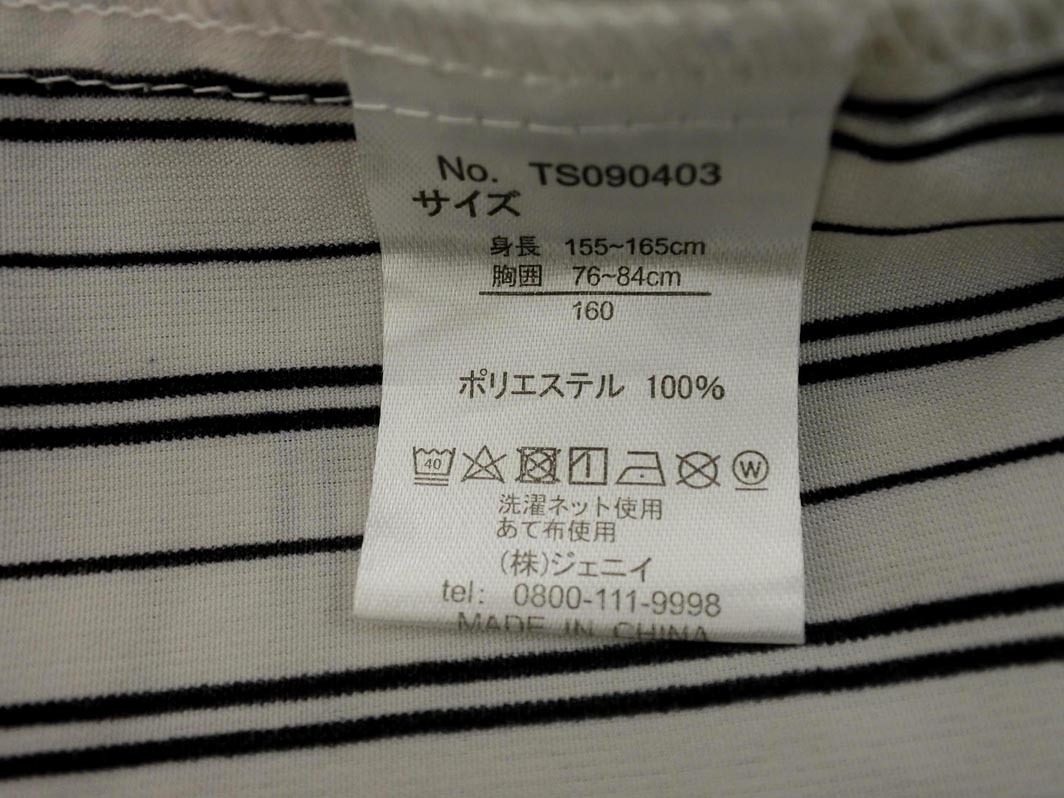 No. TS090403
サイズ
身長 155~165cm
胸囲 76~84cm
160
ポリエステル 100%
40 W
洗濯ネット使用
あて布使用
(株)ジェニイ
tel: 0800-111-9998
MADE IN CHINA